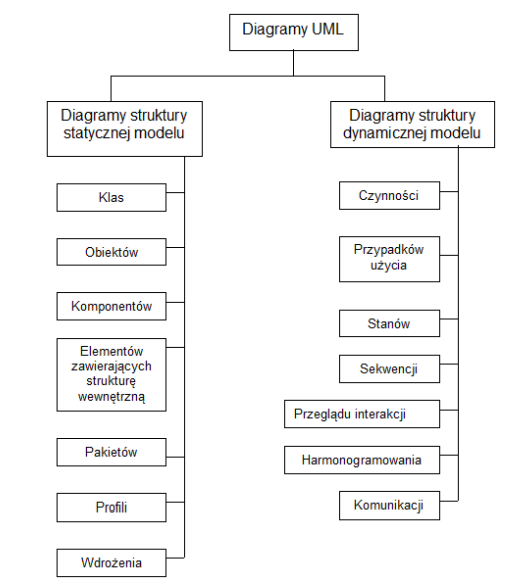 Diagramy UML
Diagramy struktury
statycznej modelu
Klas
Obiektów
Komponentów
Elementów
zawierających
strukturę
wewnętrzną
Pakietów
Profili
Wdrożenia
Diagramy struktury
dynamicznej modelu
Czynności
Przypadków
użycia
Stanów
Sekwencji
Przeglądu interakcji
Harmonogramowania
Komunikacji